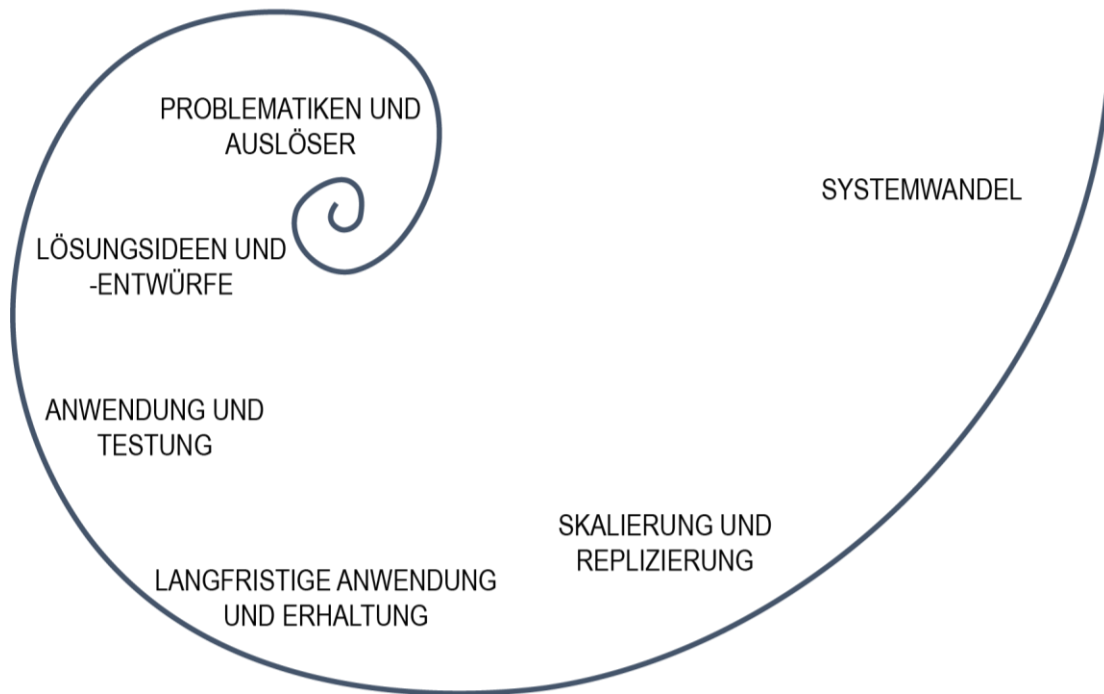 PROBLEMATIKEN UND
AUSLÖSER
LÖSUNGSIDEEN UND
-ENTWÜRFE
ANWENDUNG UND
TESTUNG
LANGFRISTIGE ANWENDUNG
UND ERHALTUNG
SKALIERUNG UND
REPLIZIERUNG
SYSTEMWANDEL